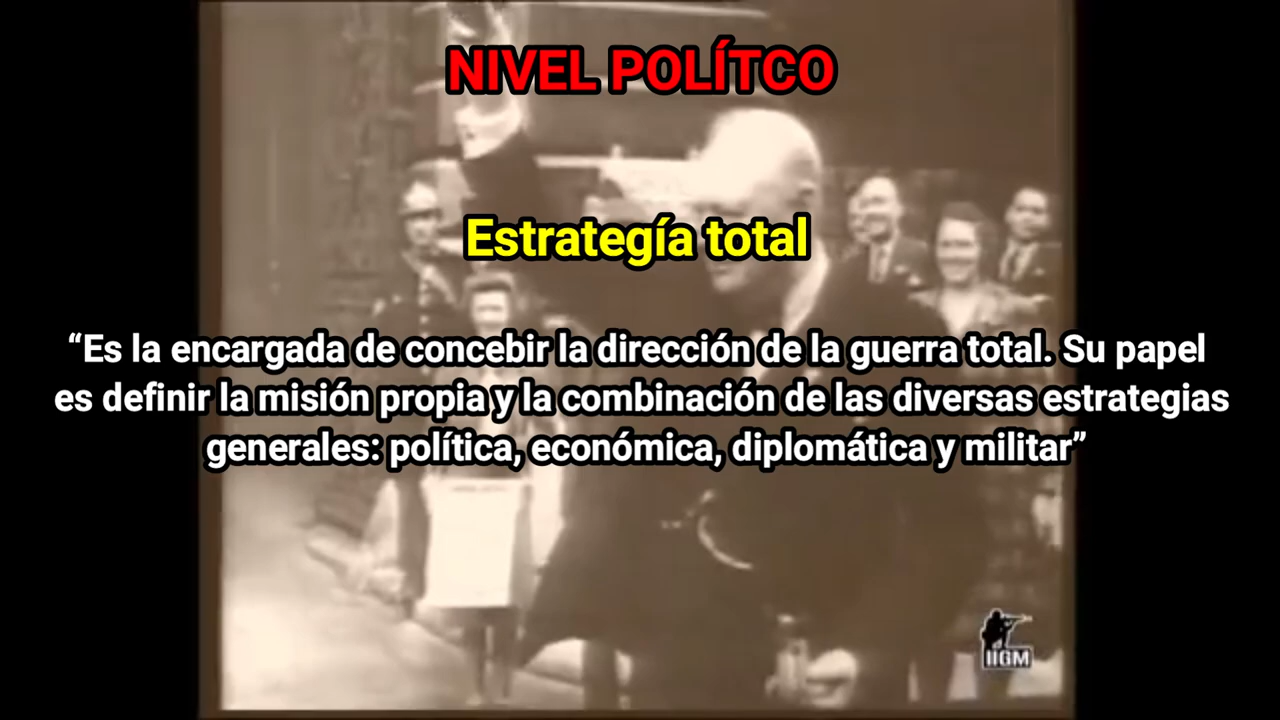 NIVEL POLÍTCO
Estrategía total
“Es la encargada de concebir la dirección de la guerra total. Su papel
es definir la misión propia y la combinación de las diversas estrategias
generales: política, económica, diplomática y militar”
IIGM